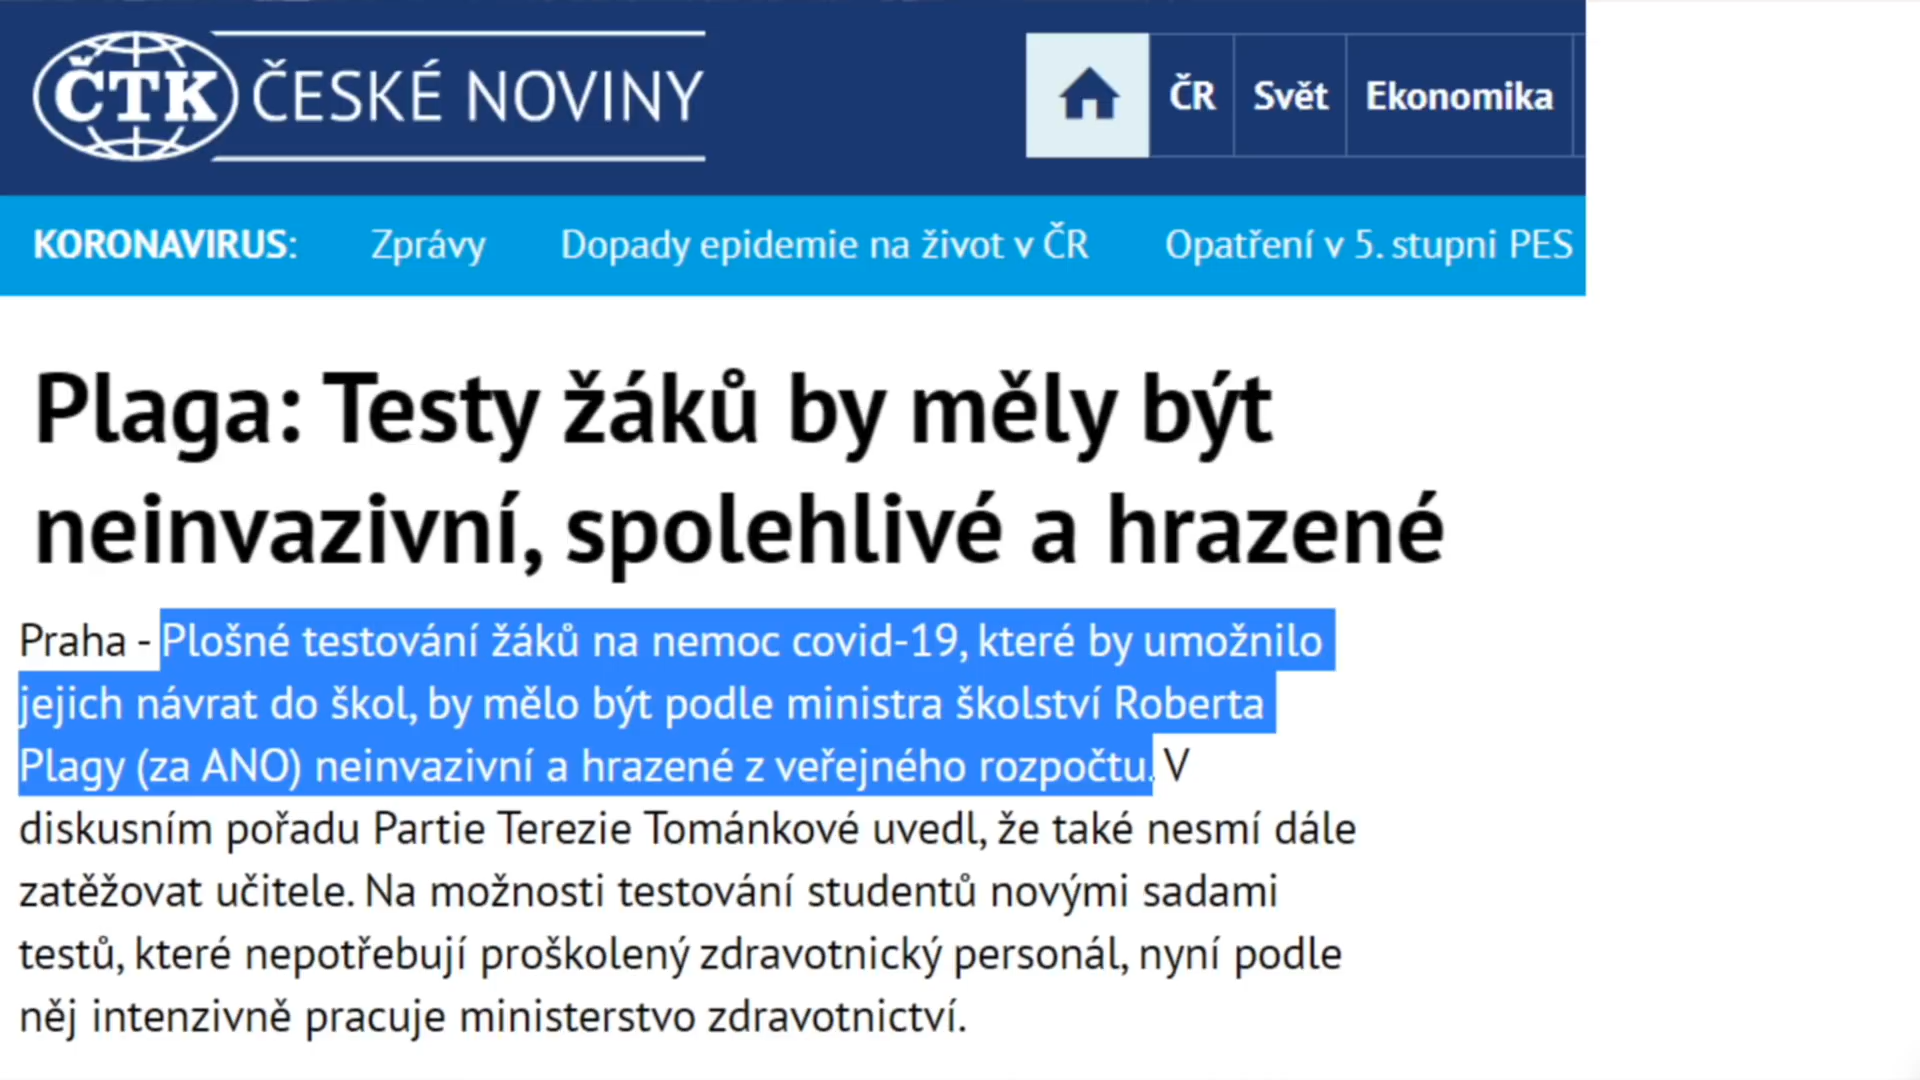 ČTK ČESKÉ NOVINY
ČR Svět Ekonomika
KORONAVIRUS: Zprávy Dopady epidemie na život v ČR Opatření v 5. stupni PES
Plaga: Testy žáků by měly být
neinvazivní, spolehlivé a hrazené
Praha - Plošné testování žáků na nemoc covid-19, které by umožnilo
jejich návrat do škol, by mělo být podle ministra školství Roberta
Plagy (za ANO) neinvazivní a hrazené z veřejného rozpočtu. V
diskusním pořadu Partie Terezie Tománkové uvedl, že také nesmí dále
zatěžovat učitele. Na možnosti testování studentů novými sadami
testů, které nepotřebují proškolený zdravotnický personál, nyní podle
něj intenzivně pracuje ministerstvo zdravotnictví.